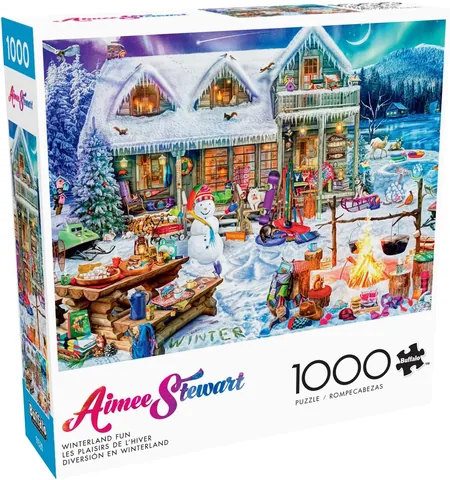 1000
Aimee Stewart
WINTER
Aimee Stewart
WINTERLAND FUN
LES PLAISIRS DE L'HIVER
DIVERSIÓN EN WINTERLAND
1000
PUZZLE / ROMPECABEZAS
Buffalo
Buffalo